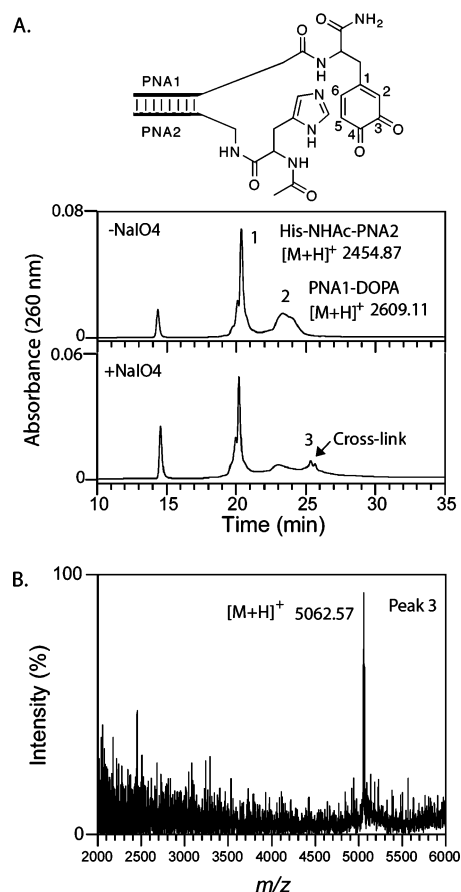 A.
O NH₂
O
N
H
PNA1
PNA2
1
6 2
5 3
4
O
O
N
NH
HN
O
NH
O
0.08
-NaIO4
1
His-NHAc-PNA2
[M+H]⁺ 2454.87
2
PNA1-DOPA
[M+H]⁺ 2609.11
0
0.06
+NaIO4
3 Cross-link
0
Absorbance (260 nm)
10 15 20 25 30 35
Time (min)
B.
100
[M+H]⁺ 5062.57
Peak 3
Intensity (%)
0
2000 2500 3000 3500 4000 4500 5000 5500 6000
m/z